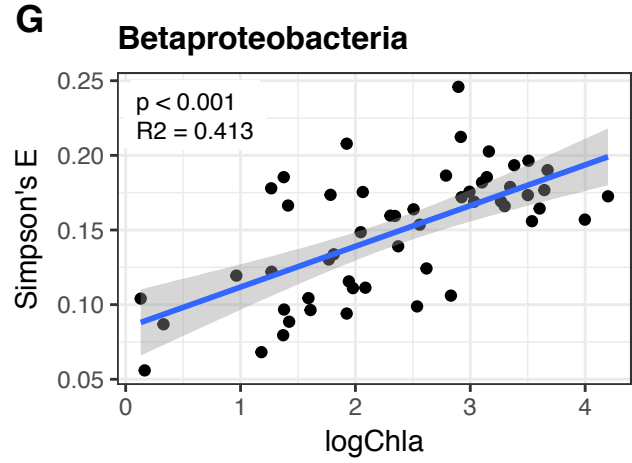 G
Betaproteobacteria
p < 0.001
R2 = 0.413
Simpson's E
0.25
0.20
0.15
0.10
0.05
0
1
2
3
4
logChla